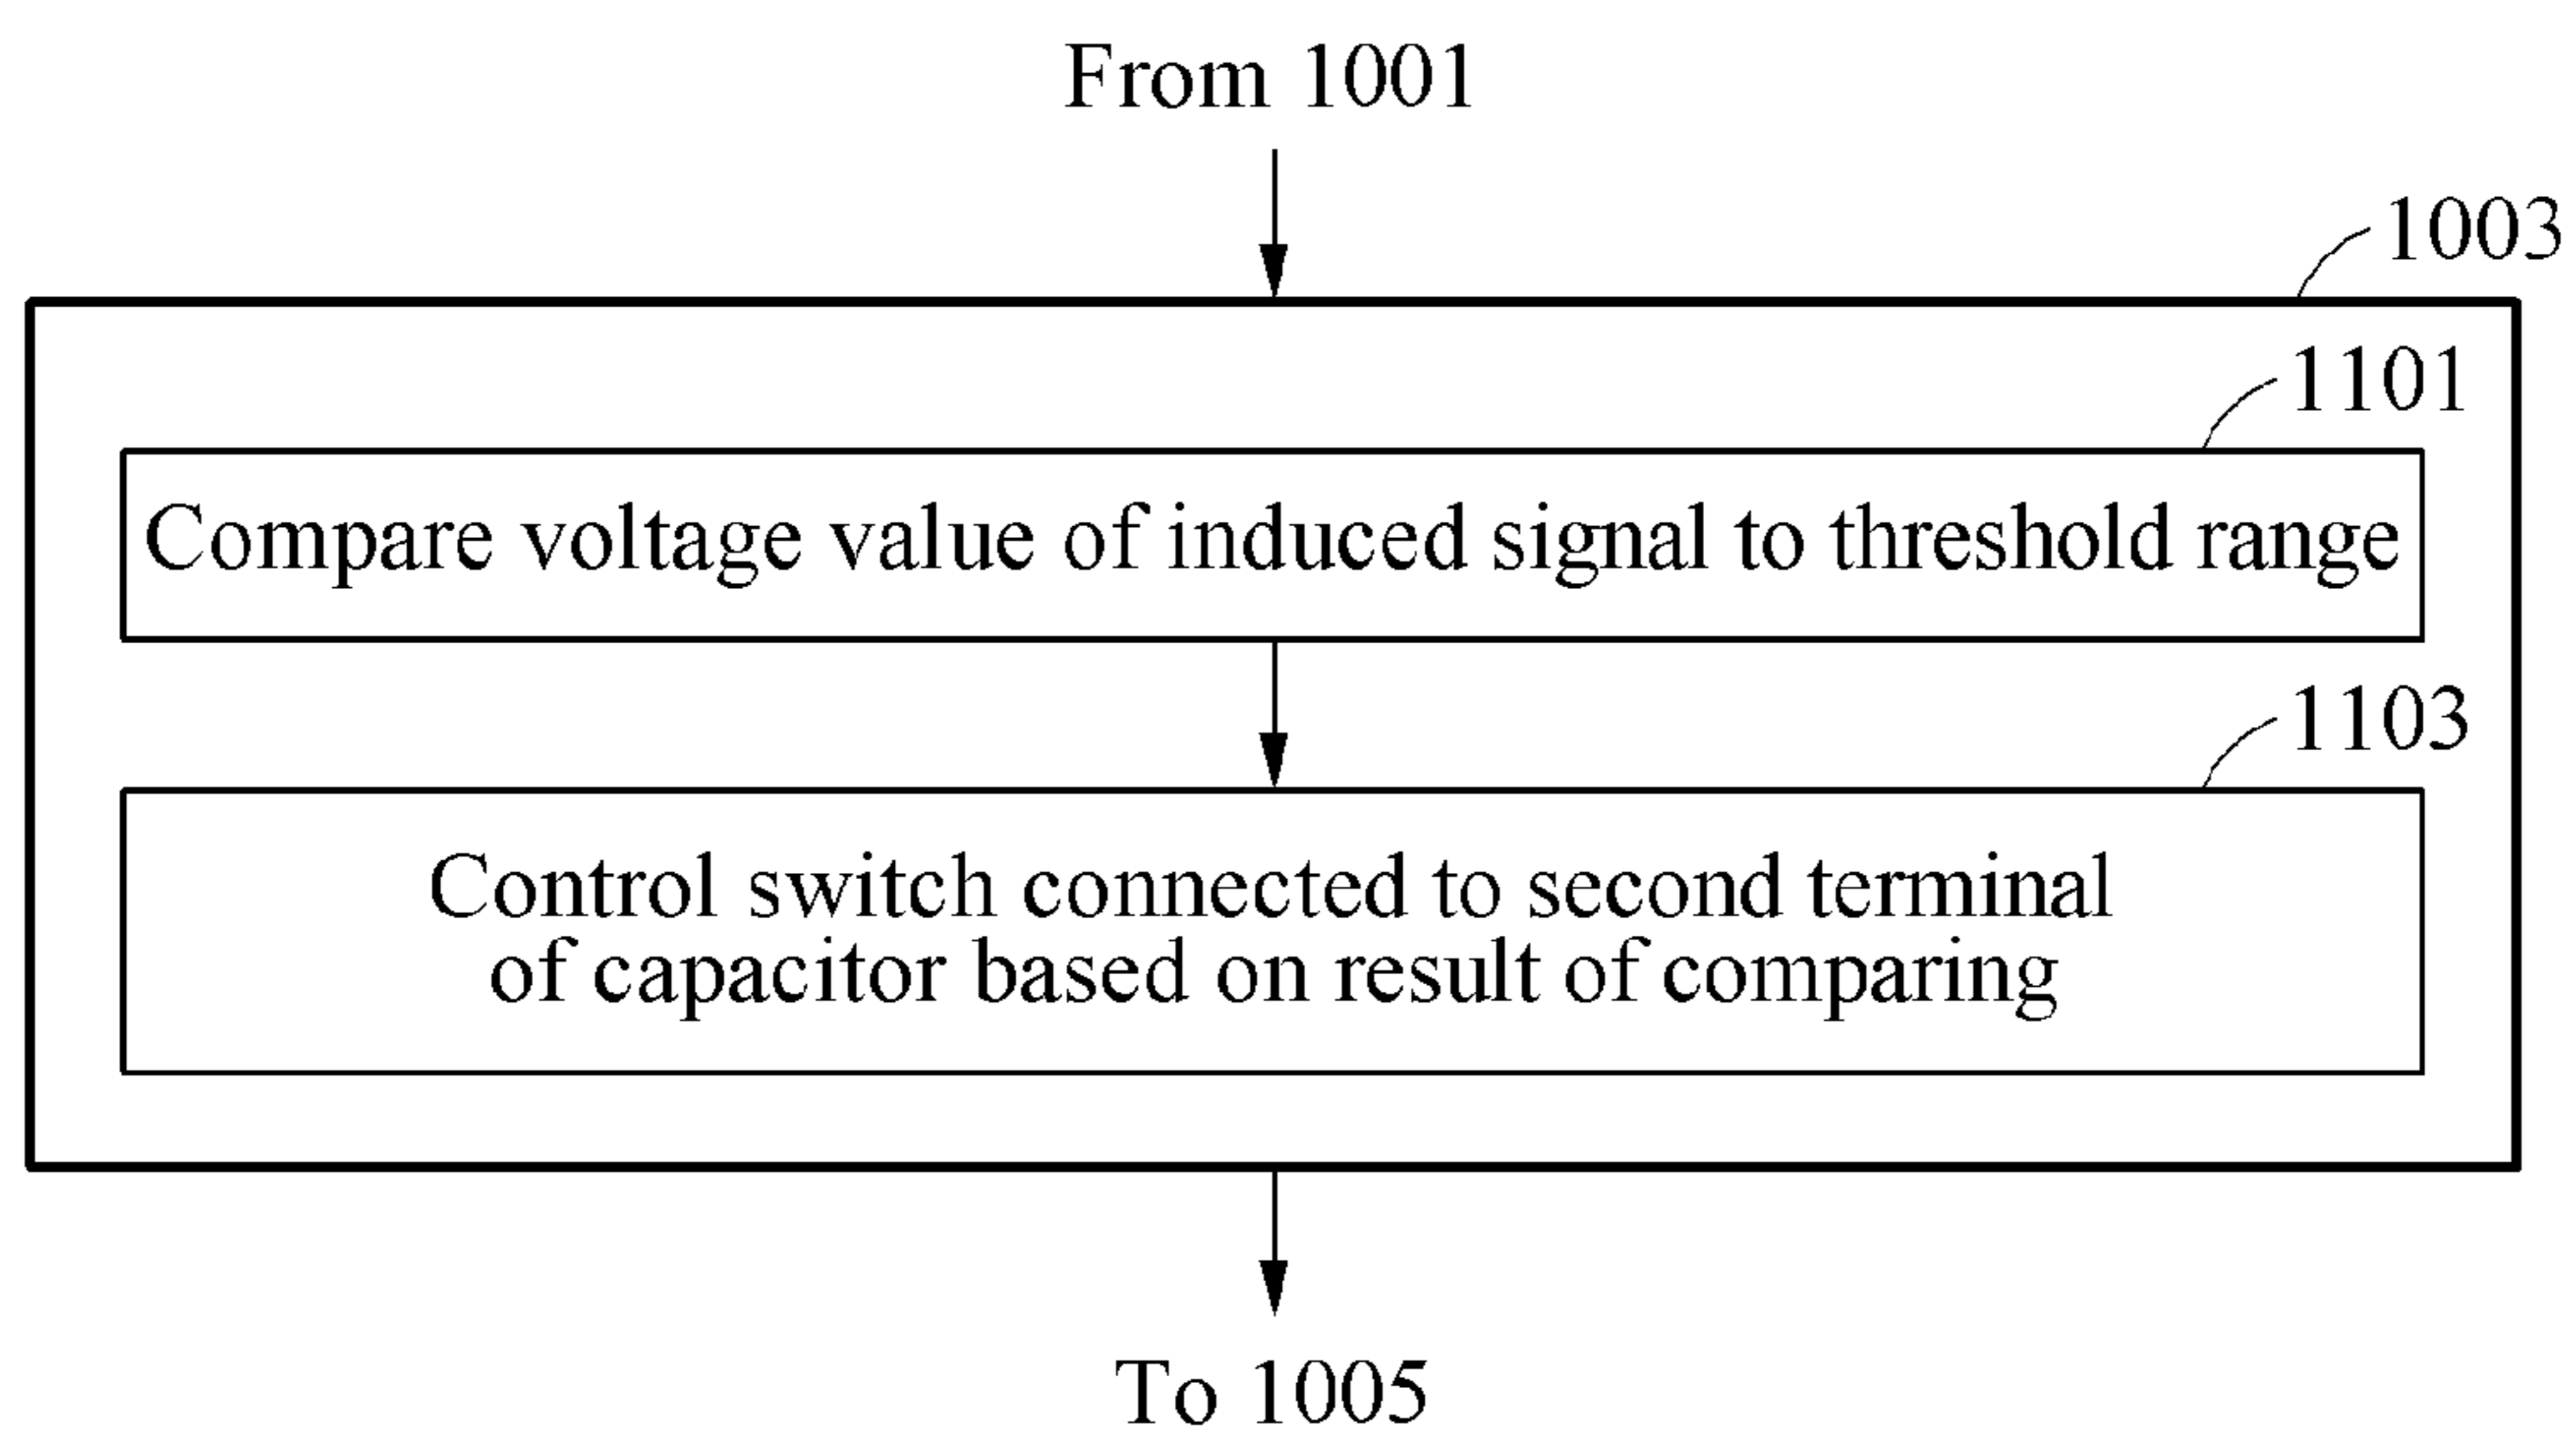 From 1001
1003
1101
Compare voltage value of induced signal to threshold range
1103
Control switch connected to second terminal
of capacitor based on result of comparing
To 1005